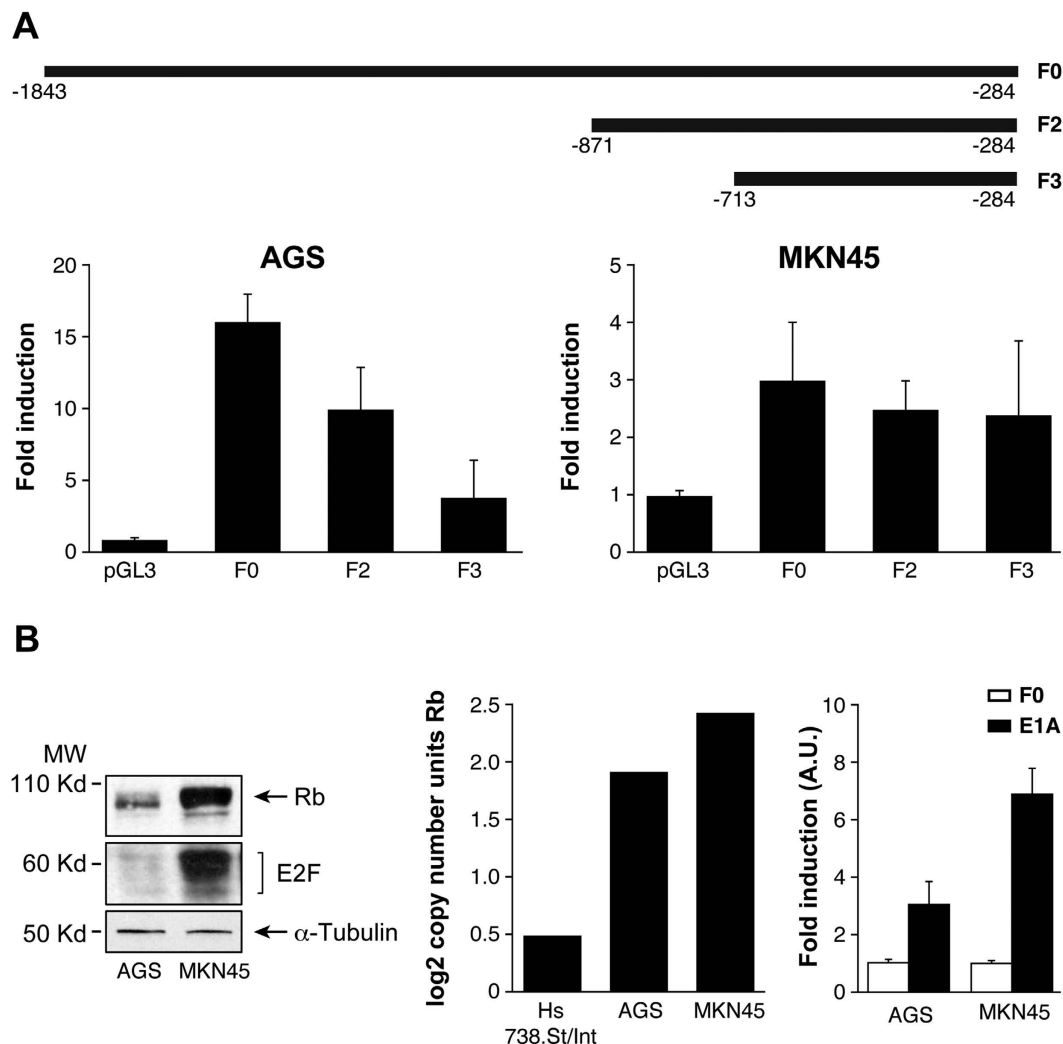 A
F0
-1843
-284
F2
-871
-284
F3
-713
-284
AGS
Fold induction
20
15
10
5
0
pGL3
F0
F2
F3
MKN45
Fold induction
5
4
3
2
1
0
pGL3
F0
F2
F3
B
MW
110 Kd
Rb
60 Kd
E2F
50 Kd
α-Tubulin
AGS
MKN45
log2 copy number units Rb
2.5
2.0
1.5
1.0
0.5
0
Hs
738.St/Int
AGS
MKN45
F0
E1A
Fold induction (A.U.)
10
8
6
4
2
0
AGS
MKN45